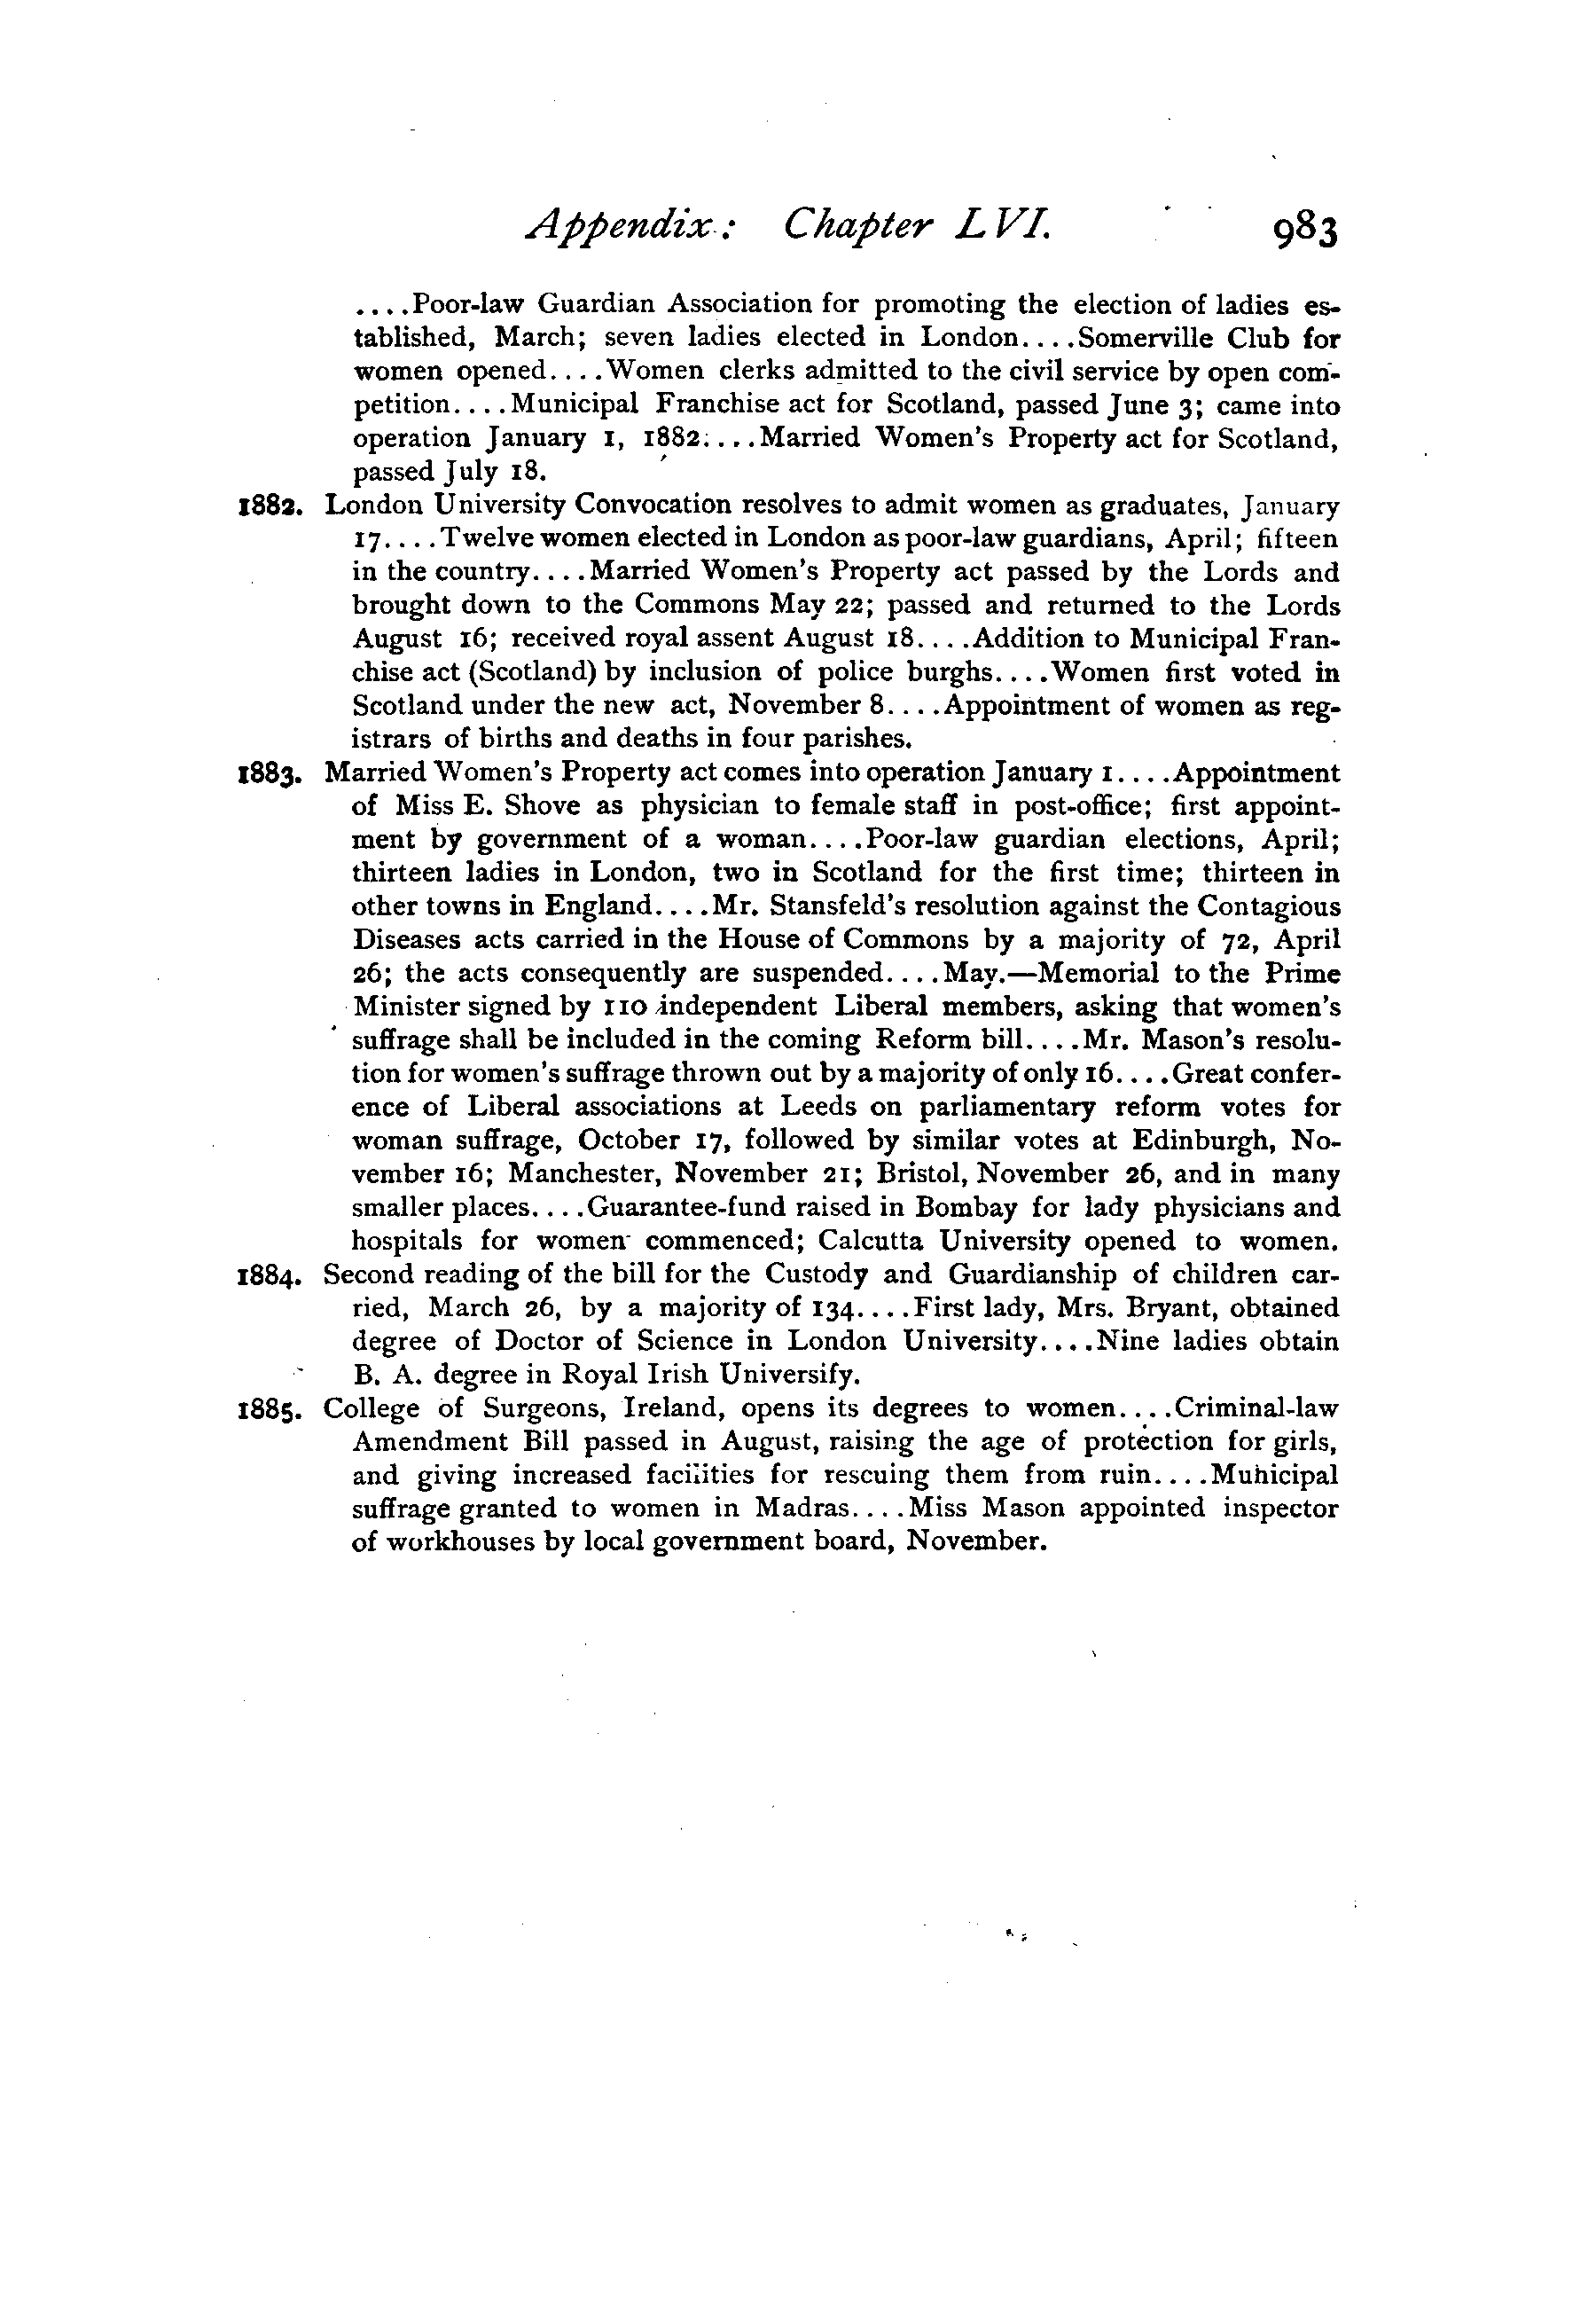 Appendix: Chapter LVI. 983
....Poor-law Guardian Association for promoting the election of ladies es-
tablished, March; seven ladies elected in London....Somerville Club for
women opened....Women clerks admitted to the civil service by open com-
petition....Municipal Franchise act for Scotland, passed June 3; came into
operation January 1, 1882....Married Women's Property act for Scotland,
passed July 18.
1882. London University Convocation resolves to admit women as graduates, January
17....Twelve women elected in London as poor-law guardians, April; fifteen
in the country....Married Women's Property act passed by the Lords and
brought down to the Commons May 22; passed and returned to the Lords
August 16; received royal assent August 18....Addition to Municipal Fran-
chise act (Scotland) by inclusion of police burghs....Women first voted in
Scotland under the new act, November 8....Appointment of women as reg-
istrars of births and deaths in four parishes.
1883. Married Women's Property act comes into operation January 1....Appointment
of Miss E. Shove as physician to female staff in post-office; first appoint-
ment by government of a woman....Poor-law guardian elections, April;
thirteen ladies in London, two in Scotland for the first time; thirteen in
other towns in England....Mr. Stansfeld's resolution against the Contagious
Diseases acts carried in the House of Commons by a majority of 72, April
26; the acts consequently are suspended....May.—Memorial to the Prime
Minister signed by 110 independent Liberal members, asking that women's
suffrage shall be included in the coming Reform bill....Mr. Mason's resolu-
tion for women's suffrage thrown out by a majority of only 16....Great confer-
ence of Liberal associations at Leeds on parliamentary reform votes for
woman suffrage, October 17, followed by similar votes at Edinburgh, No-
vember 16; Manchester, November 21; Bristol, November 26, and in many
smaller places....Guarantee-fund raised in Bombay for lady physicians and
hospitals for women commenced; Calcutta University opened to women.
1884. Second reading of the bill for the Custody and Guardianship of children car-
ried, March 26, by a majority of 134....First lady, Mrs. Bryant, obtained
degree of Doctor of Science in London University....Nine ladies obtain
B. A. degree in Royal Irish Universify.
1885. College of Surgeons, Ireland, opens its degrees to women....Criminal-law
Amendment Bill passed in August, raising the age of protection for girls,
and giving increased facilities for rescuing them from ruin....Municipal
suffrage granted to women in Madras....Miss Mason appointed inspector
of workhouses by local government board, November.